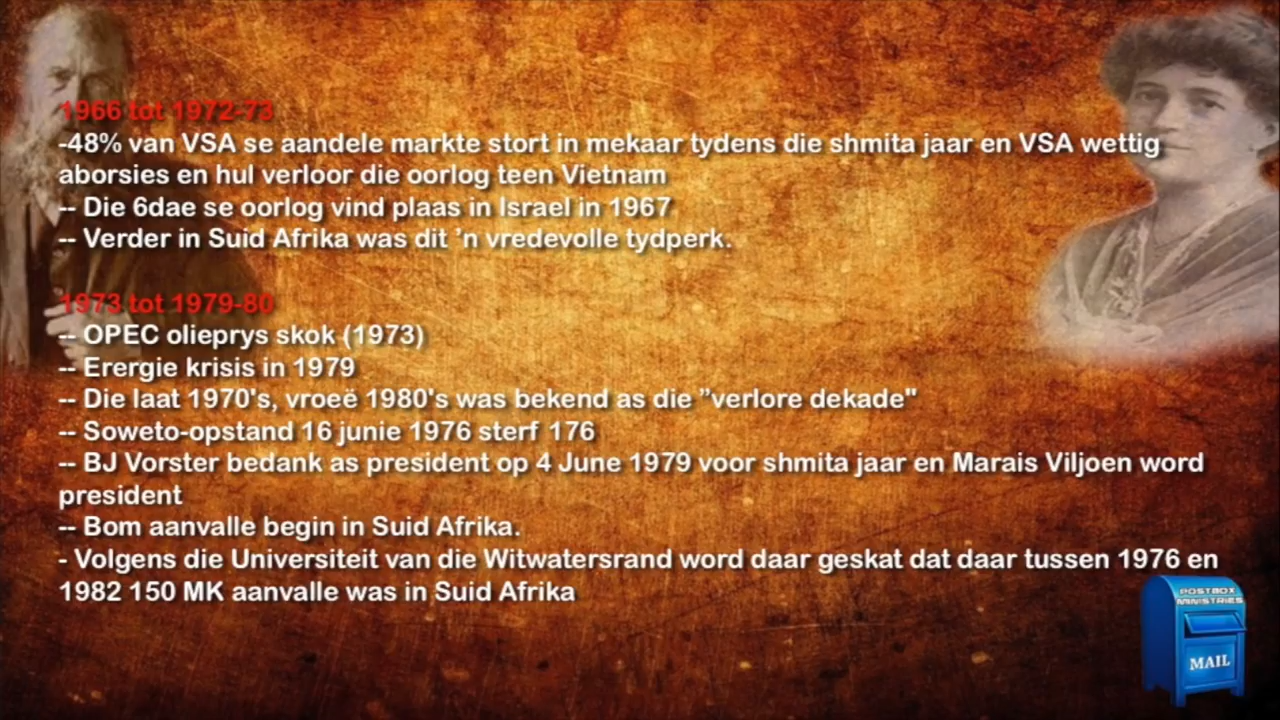 1966 tot 1972-73
-48% van VSA se aandele markte stort in mekaar tydens die shmita jaar en VSA wettig
aborsies en hul verloor die oorlog teen Vietnam
-- Die 6dae se oorlog vind plaas in Israel in 1967
-- Verder in Suid Afrika was dit 'n vredevolle tydperk.
1973 tot 1979-80
-- OPEC olieprys skok (1973)
-- Erergie krisis in 1979
-- Die laat 1970's, vroeë 1980's was bekend as die ”verlore dekade"
-- Soweto-opstand 16 junie 1976 sterf 176
-- BJ Vorster bedank as president op 4 June 1979 voor shmita jaar en Marais Viljoen word
president
-- Bom aanvalle begin in Suid Afrika.
- Volgens die Universiteit van die Witwatersrand word daar geskat dat daar tussen 1976 en
1982 150 MK aanvalle was in Suid Afrika
POSTBOX
MINISTRIES
MAIL